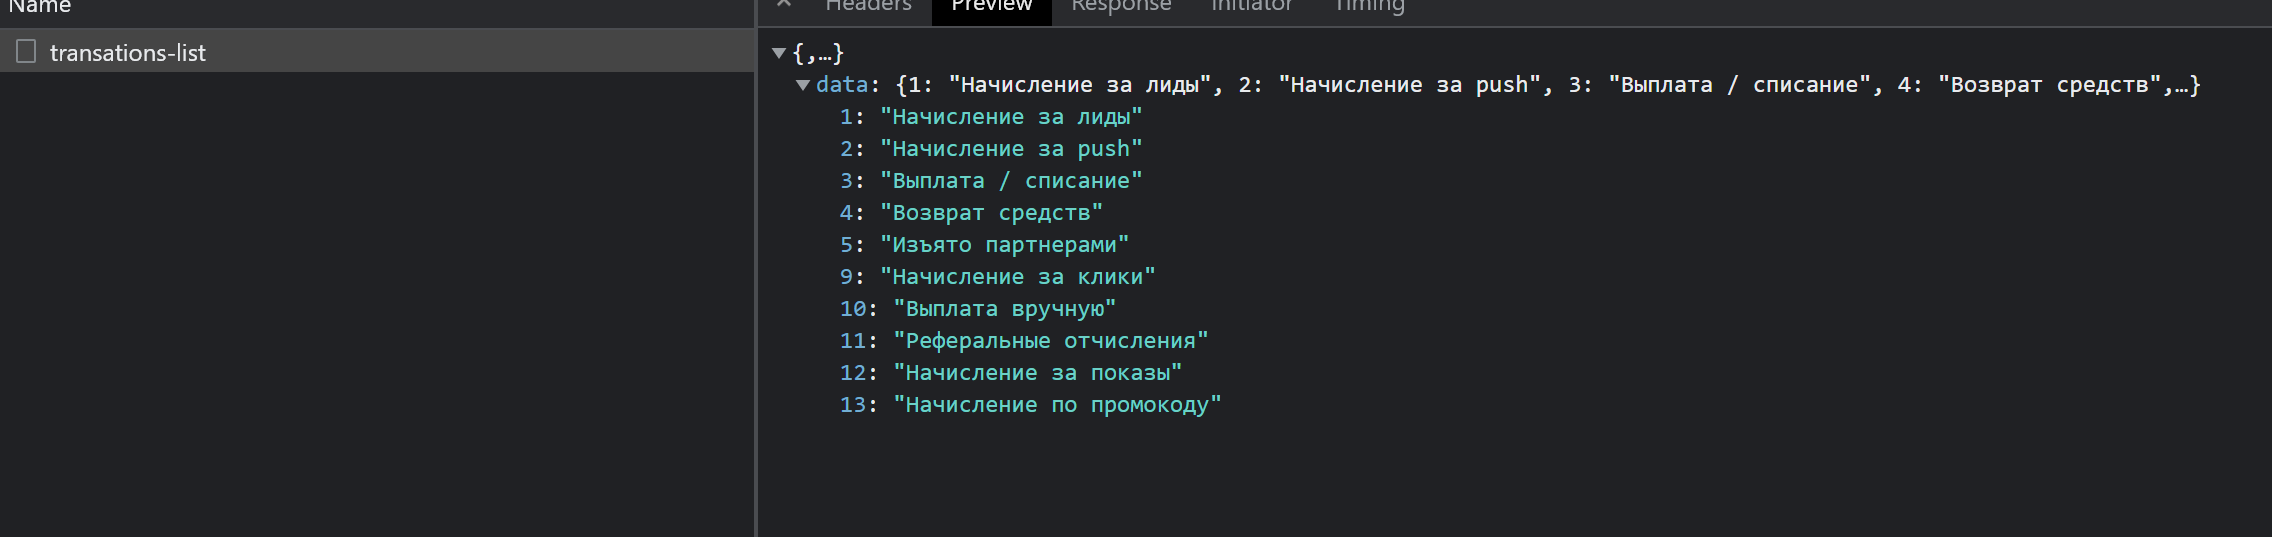 Name
Headers Preview Response Initiator Timing
transations-list
{,…}
data: {1: "Начисление за лиды", 2: "Начисление за push", 3: "Выплата / списание", 4: "Возврат средств",…}
1: "Начисление за лиды"
2: "Начисление за push"
3: "Выплата / списание"
4: "Возврат средств"
5: "Изъято партнерами"
9: "Начисление за клики"
10: "Выплата вручную"
11: "Реферальные отчисления"
12: "Начисление за показы"
13: "Начисление по промокоду"